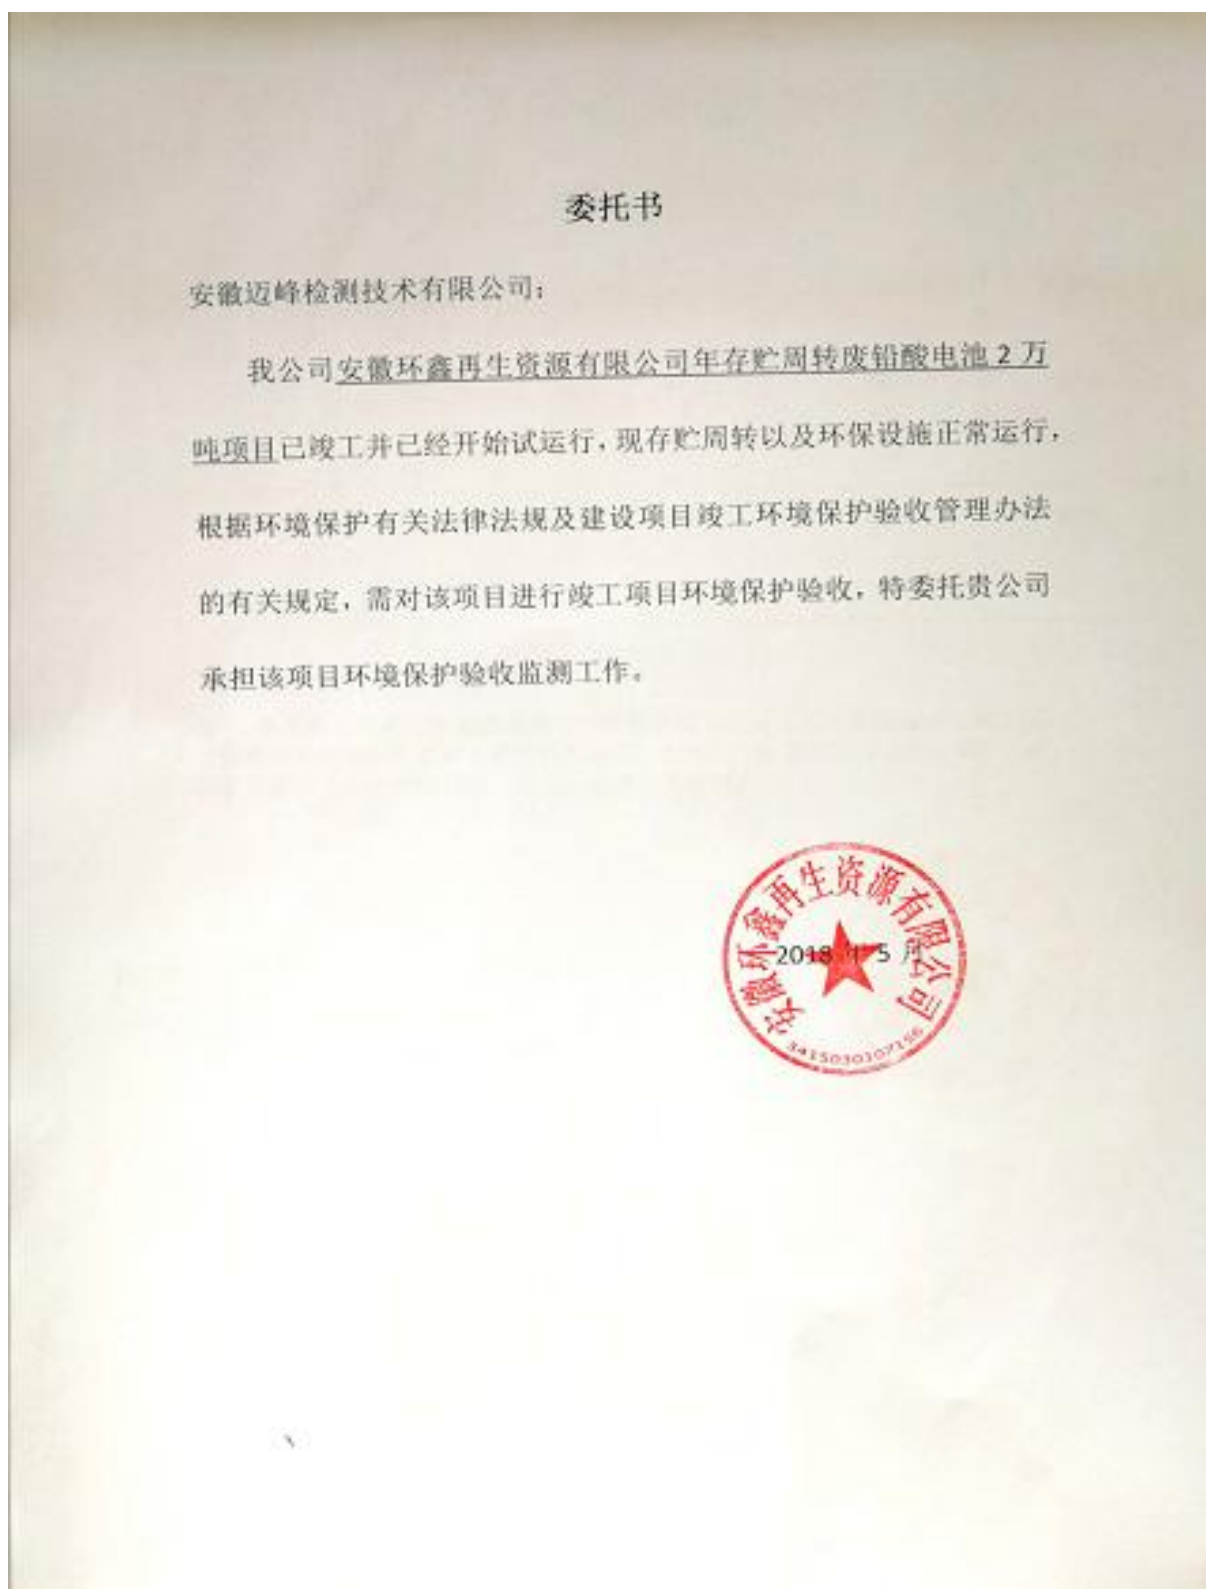 委托书
安徽迈峰检测技术有限公司：
我公司安徽环鑫再生资源有限公司年存贮周转废铅酸电池 2 万
吨项目已竣工并已经开始试运行，现存贮周转以及环保设施正常运行，
根据环境保护有关法律法规及建设项目竣工环境保护验收管理办法
的有关规定，需对该项目进行竣工项目环境保护验收，特委托贵公司
承担该项目环境保护验收监测工作。
安徽环鑫再生资源有限公司
2018 年 5 月
3415030107156